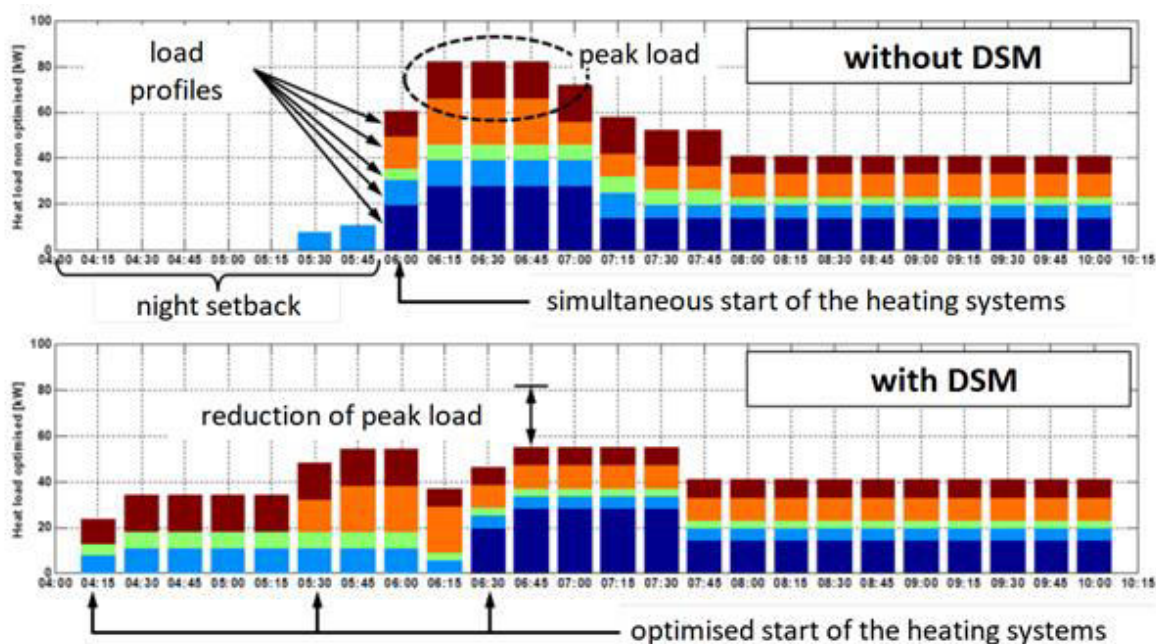 100
80
60
40
20
0
Heat load non optimised [kW]
load
profiles
peak load
without DSM
04:00 04:15 04:30 04:45 05:00 05:15 05:30 05:45 06:00 06:15 06:30 06:45 07:00 07:15 07:30 07:45 08:00 08:15 08:30 08:45 09:00 09:15 09:30 09:45 10:00 10:15
night setback
simultaneous start of the heating systems
100
80
60
40
20
0
Heat load optimised [kW]
with DSM
reduction of peak load
04:00 04:15 04:30 04:45 05:00 05:15 05:30 05:45 06:00 06:15 06:30 06:45 07:00 07:15 07:30 07:45 08:00 08:15 08:30 08:45 09:00 09:15 09:30 09:45 10:00 10:15
optimised start of the heating systems